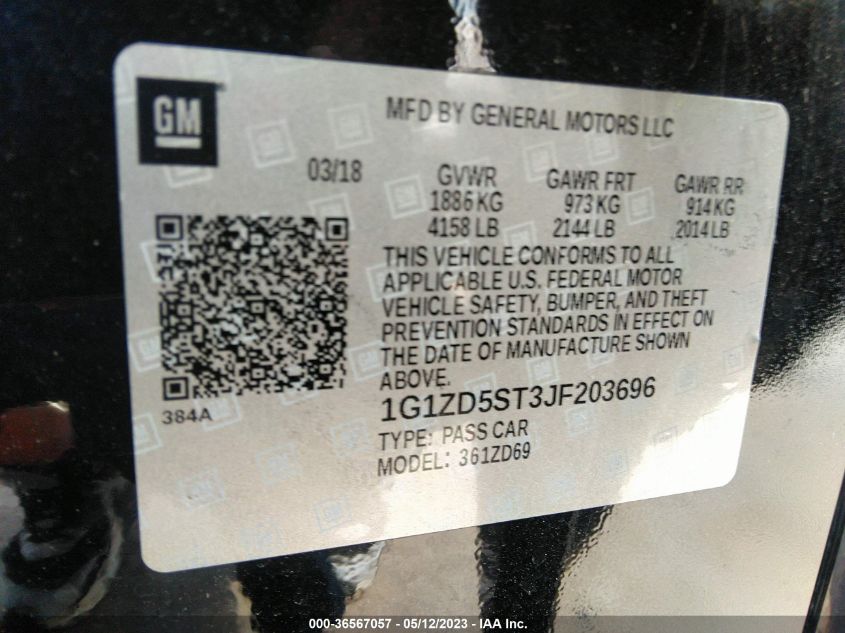 GM
MFD BY GENERAL MOTORS LLC
03/18 GVWR GAWR FRT GAWR RR
1886 KG 973 KG 914 KG
4158 LB 2144 LB 2014 LB
THIS VEHICLE CONFORMS TO ALL
APPLICABLE U.S. FEDERAL MOTOR
VEHICLE SAFETY, BUMPER, AND THEFT
PREVENTION STANDARDS IN EFFECT ON
THE DATE OF MANUFACTURE SHOWN
ABOVE.
384A
1G1ZD5ST3JF203696
TYPE: PASS CAR
MODEL: 361ZD69
000-36567057 - 05/12/2023 - IAA Inc.